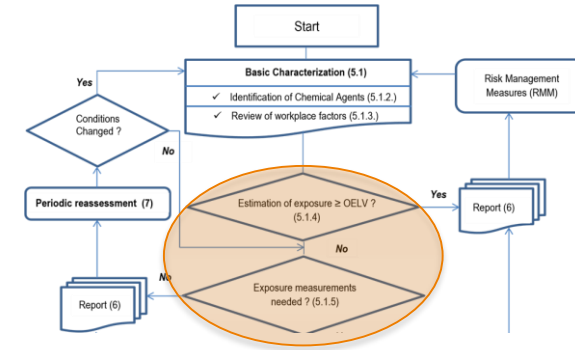 Start
Yes
Basic Characterization (5.1)
✓ Identification of Chemical Agents (5.1.2.)
✓ Review of workplace factors (5.1.3.)
Risk Management
Measures (RMM)
Conditions
Changed ?
No
Periodic reassessment (7)
Estimation of exposure ≥ OELV ?
(5.1.4)
Yes
Report (6)
No
No
Exposure measurements
needed ? (5.1.5)
Report (6)